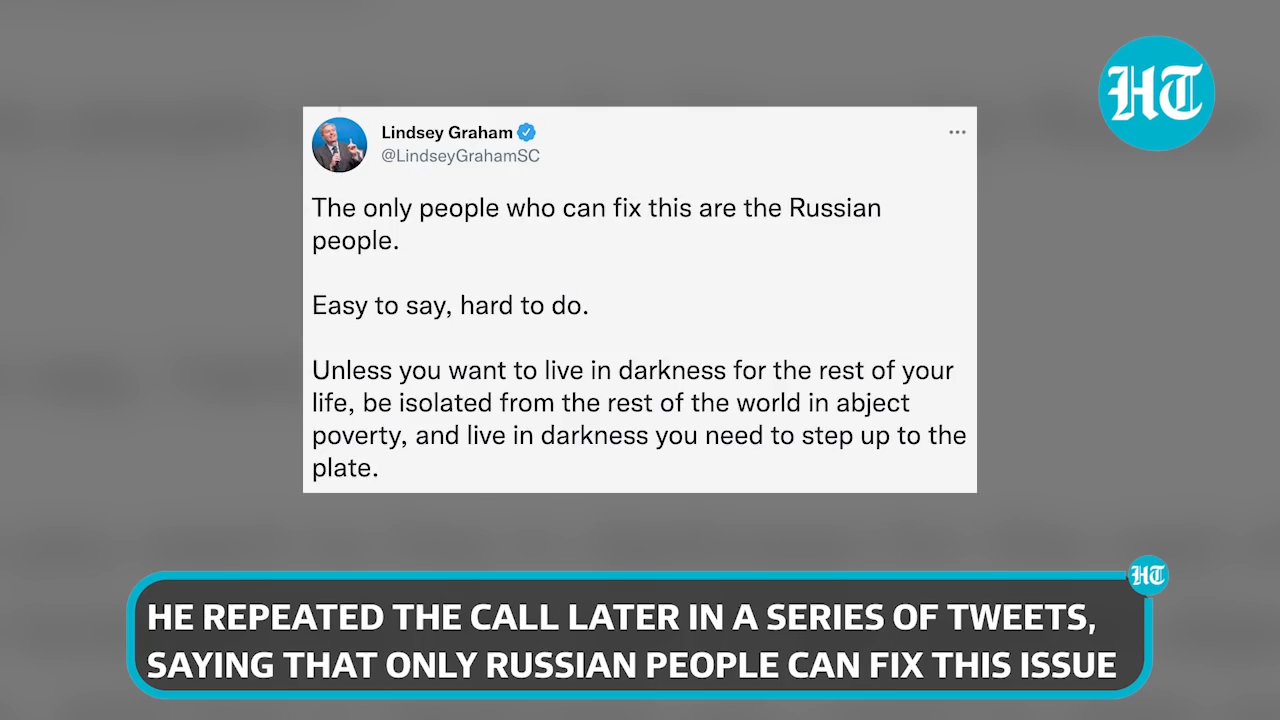 HT
Lindsey Graham
@LindseyGrahamSC
The only people who can fix this are the Russian
people.
Easy to say, hard to do.
Unless you want to live in darkness for the rest of your
life, be isolated from the rest of the world in abject
poverty, and live in darkness you need to step up to the
plate.
HT
HE REPEATED THE CALL LATER IN A SERIES OF TWEETS,
SAYING THAT ONLY RUSSIAN PEOPLE CAN FIX THIS ISSUE